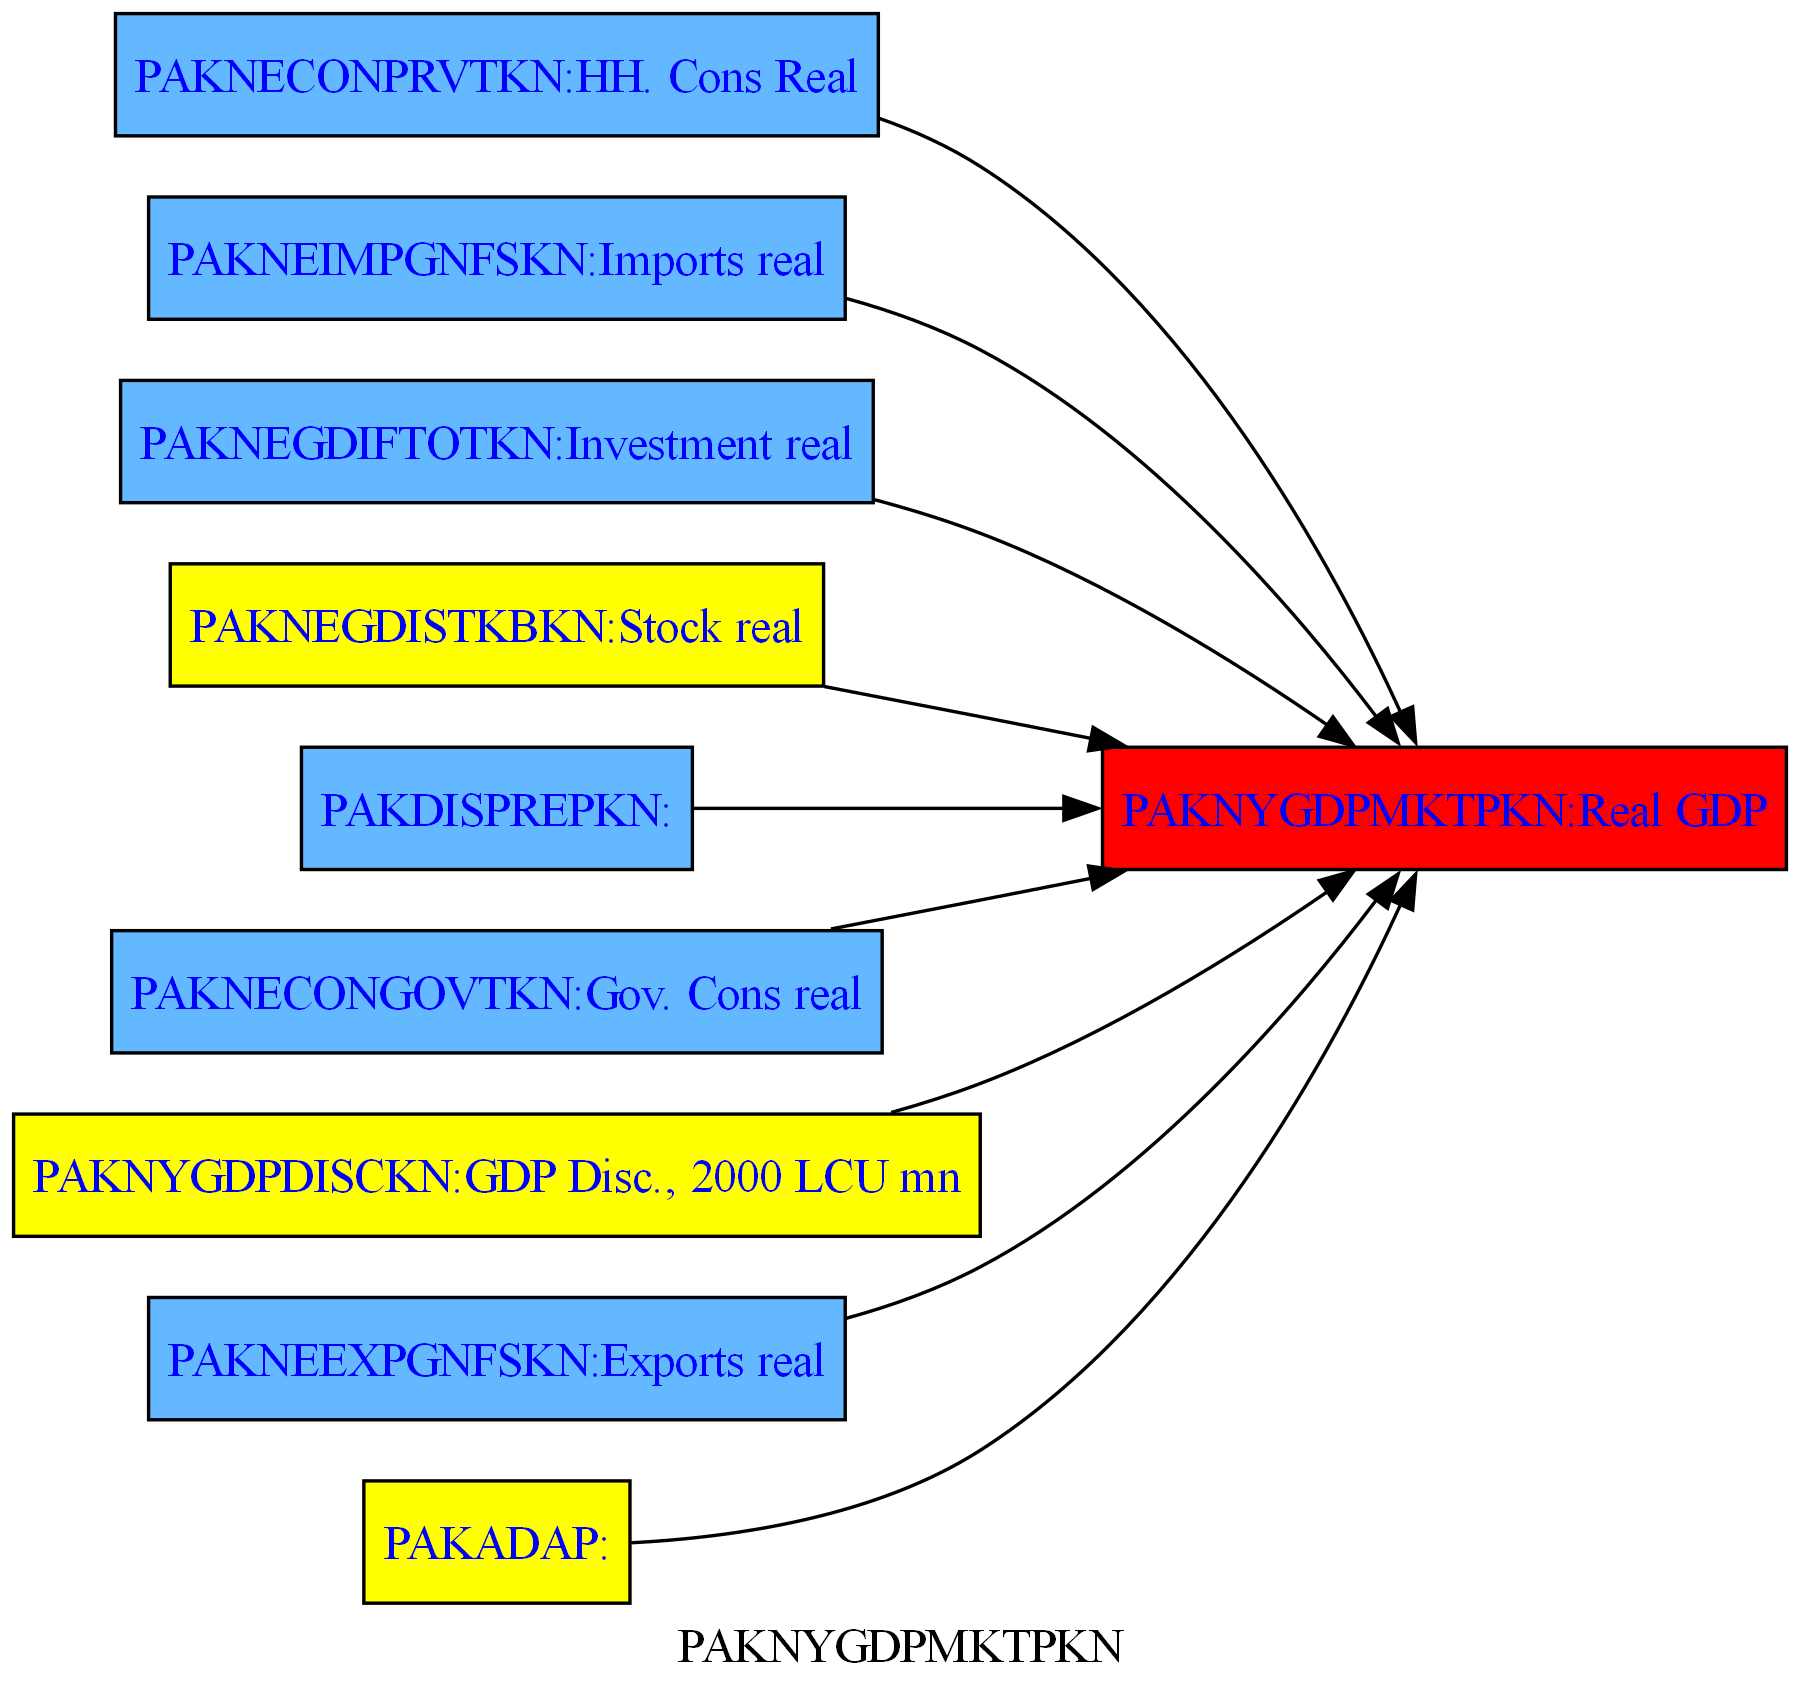 PAKNECONPRVTKN:HH. Cons Real
PAKNEIMPGNFSKN:Imports real
PAKNEGDIFTOTKN:Investment real
PAKNEGDISTKBKN:Stock real
PAKDISPREPKN:
PAKNYGDPMKTPKN:Real GDP
PAKNECONGOVTKN:Gov. Cons real
PAKNYGDPDISCKN:GDP Disc., 2000 LCU mn
PAKNEEXPGNFSKN:Exports real
PAKADAP:
PAKNYGDPMKTPKN